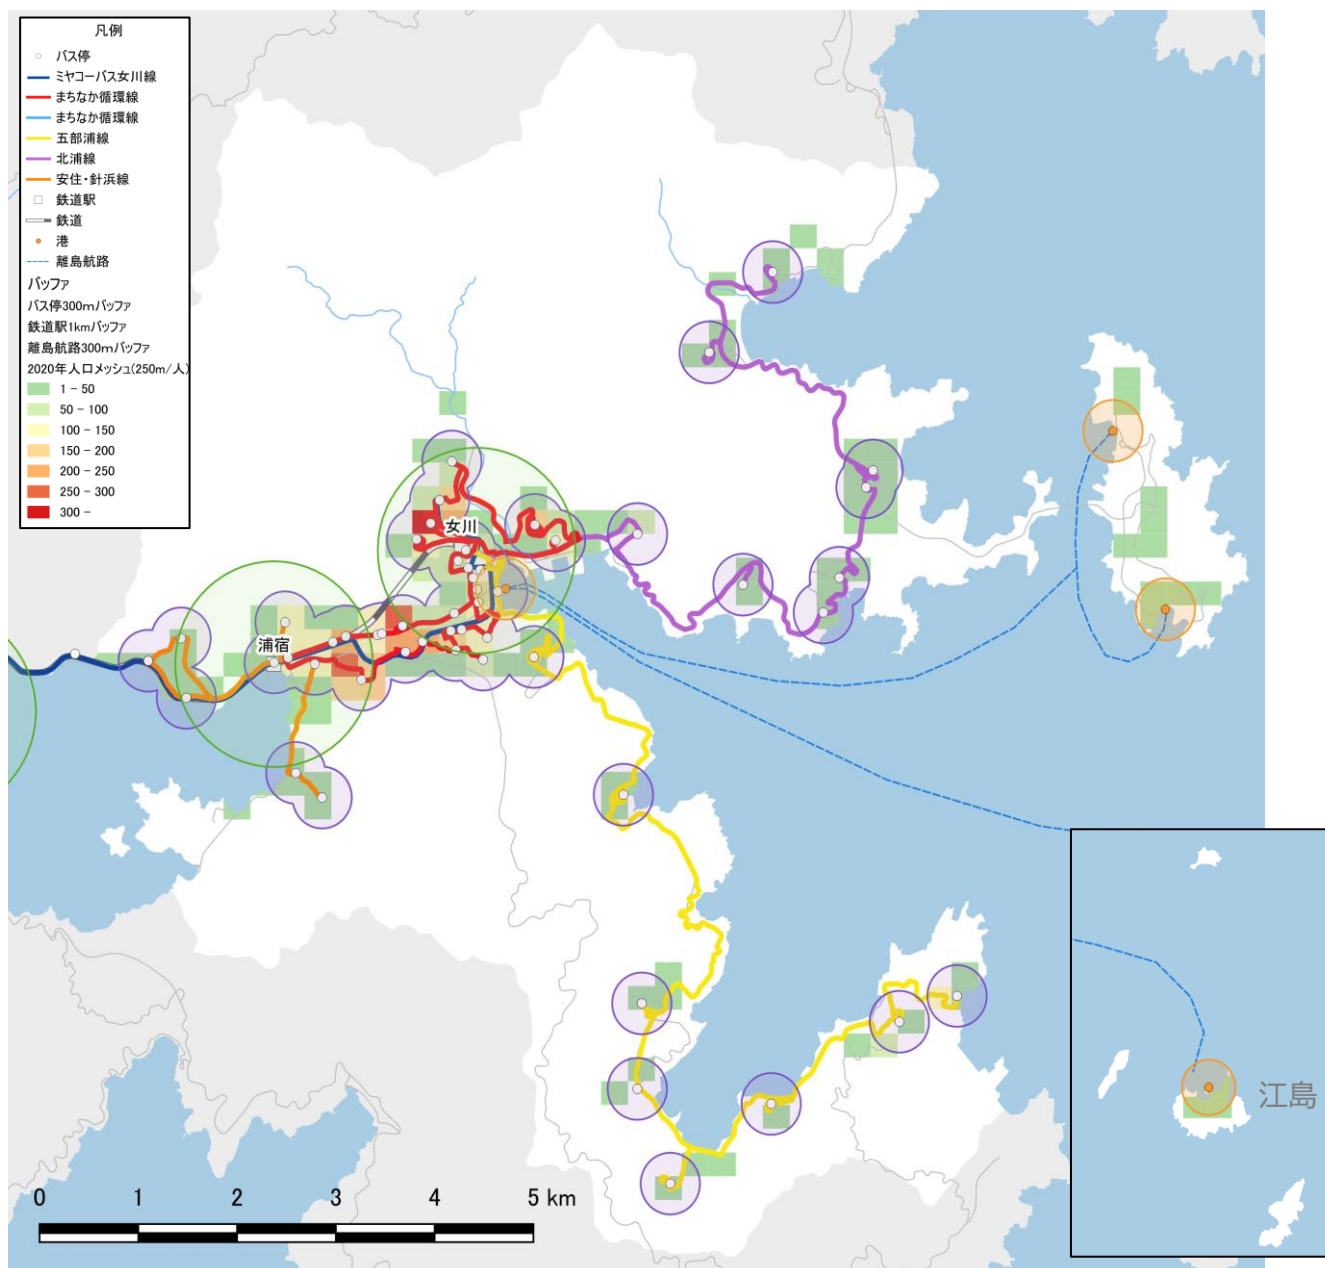 凡例
バス停
ミヤコーバス女川線
まちなか循環線
まちなか循環線
五部浦線
北浦線
安住・針浜線
鉄道駅
鉄道
港
離島航路
バッファ
バス停300mバッファ
鉄道駅1kmバッファ
離島航路300mバッファ
2020年人口メッシュ(250m/人)
1 - 50
50 - 100
100 - 150
150 - 200
200 - 250
250 - 300
300 -
女川
浦宿
江島
0 1 2 3 4 5 km